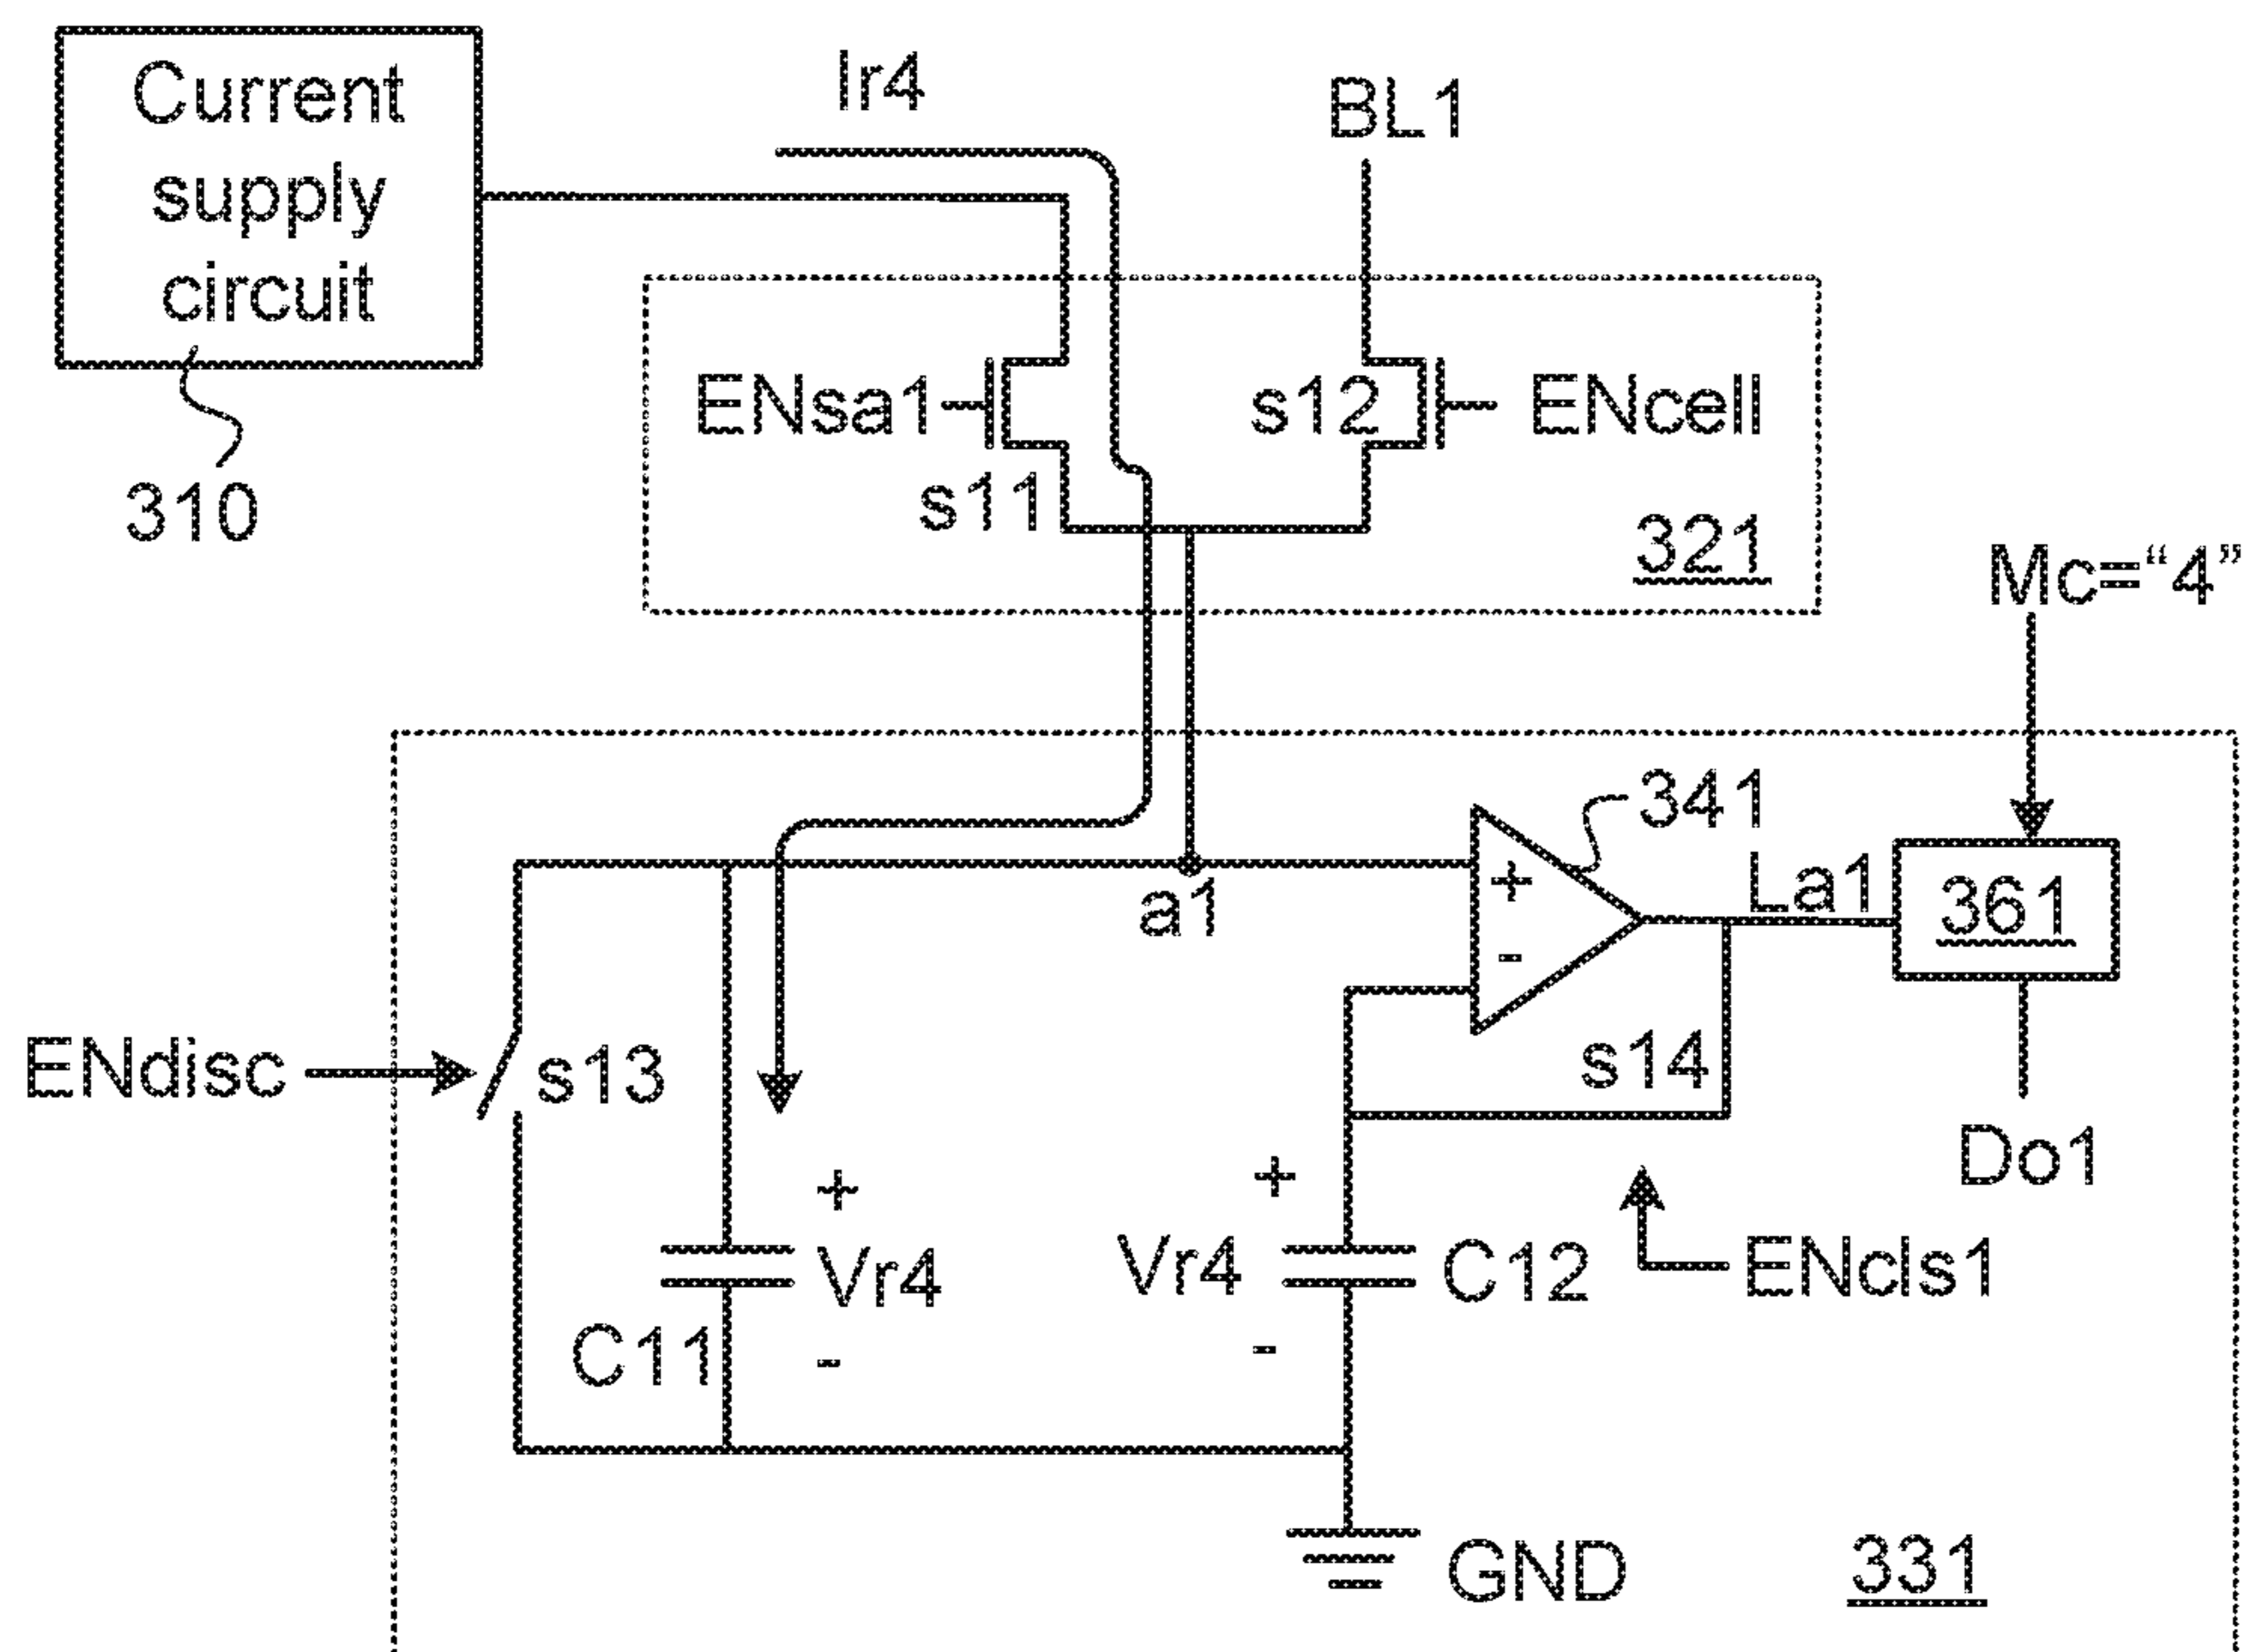 Current
supply
circuit
310
Ir4
BL1
ENsa1
s11
s12
ENcell
321
Mc=“4”
341
+
-
La1
361
a1
s14
Do1
ENdisc
s13
+
Vr4
-
C11
+
Vr4
-
C12
ENcls1
GND
331